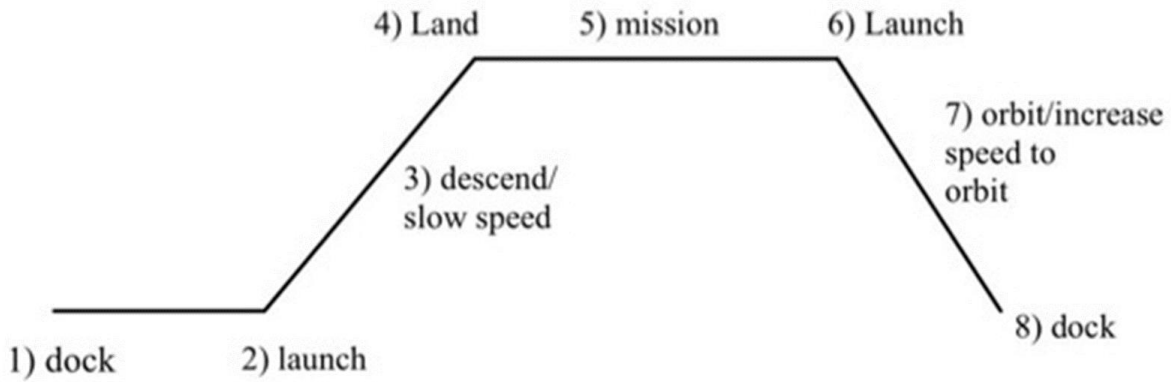 4) Land
5) mission
6) Launch
7) orbit/increase
speed to
orbit
3) descend/
slow speed
8) dock
1) dock
2) launch